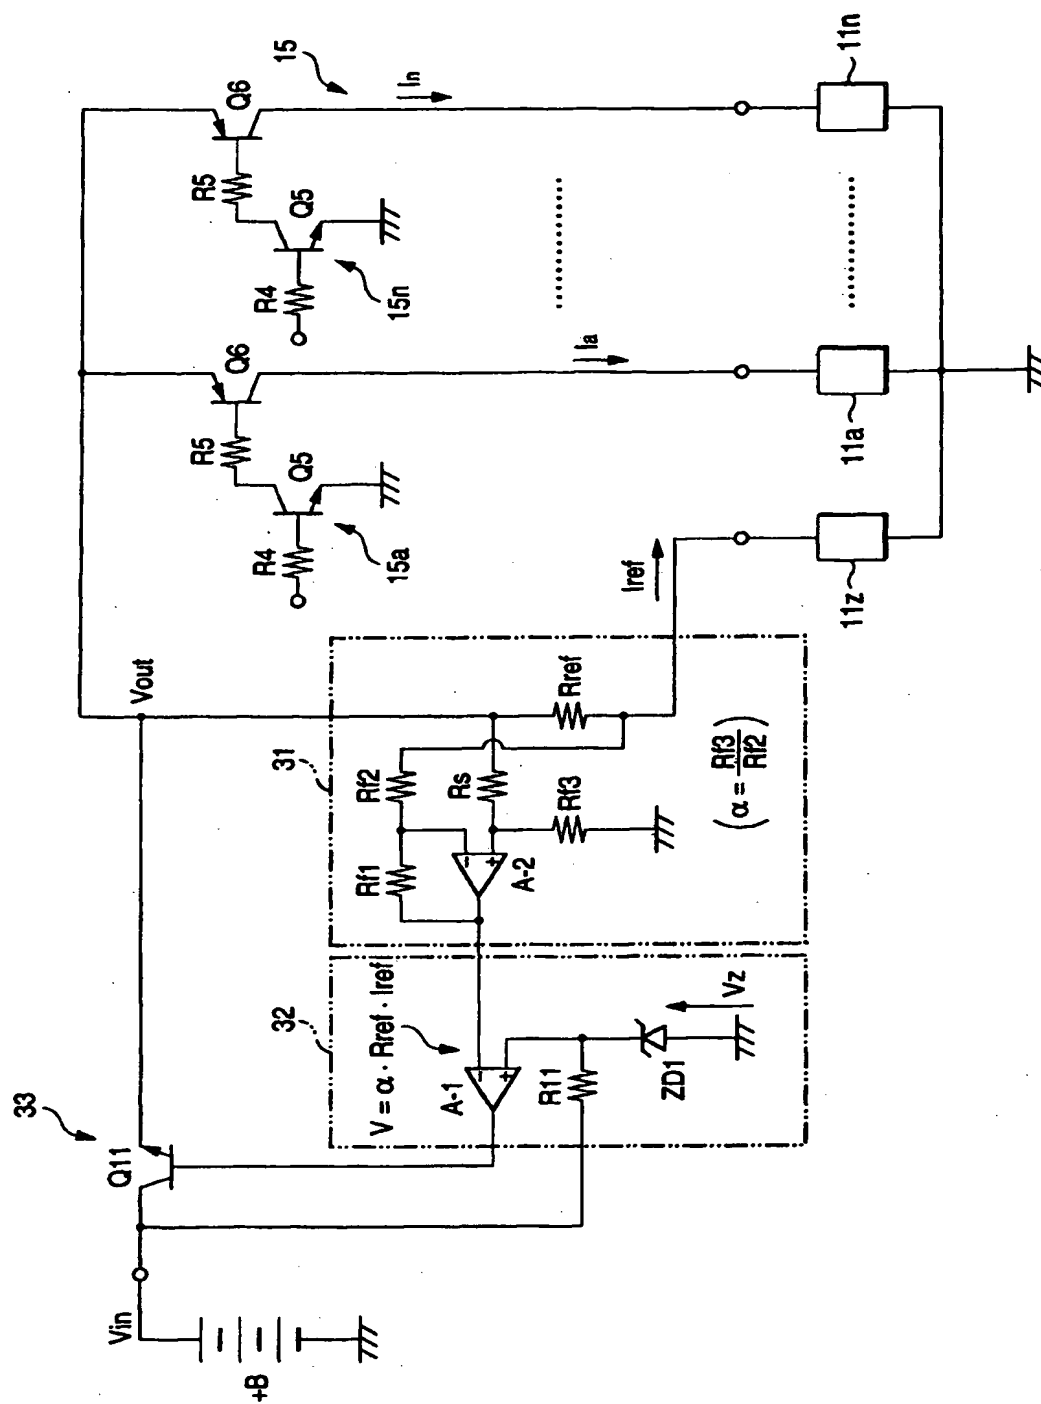 +B
Vin
33
Q11
Vout
32
V = α · Rref · Iref
A-1
R11
ZD1
Vz
31
Rf1
Rf2
A-2
Rs
Rf3
Rref
(α = Rf3/Rf2)
Iref
11z
R4
Q5
R5
Q6
15a
Ia
11a
R4
Q5
R5
Q6
15n
15
In
11n